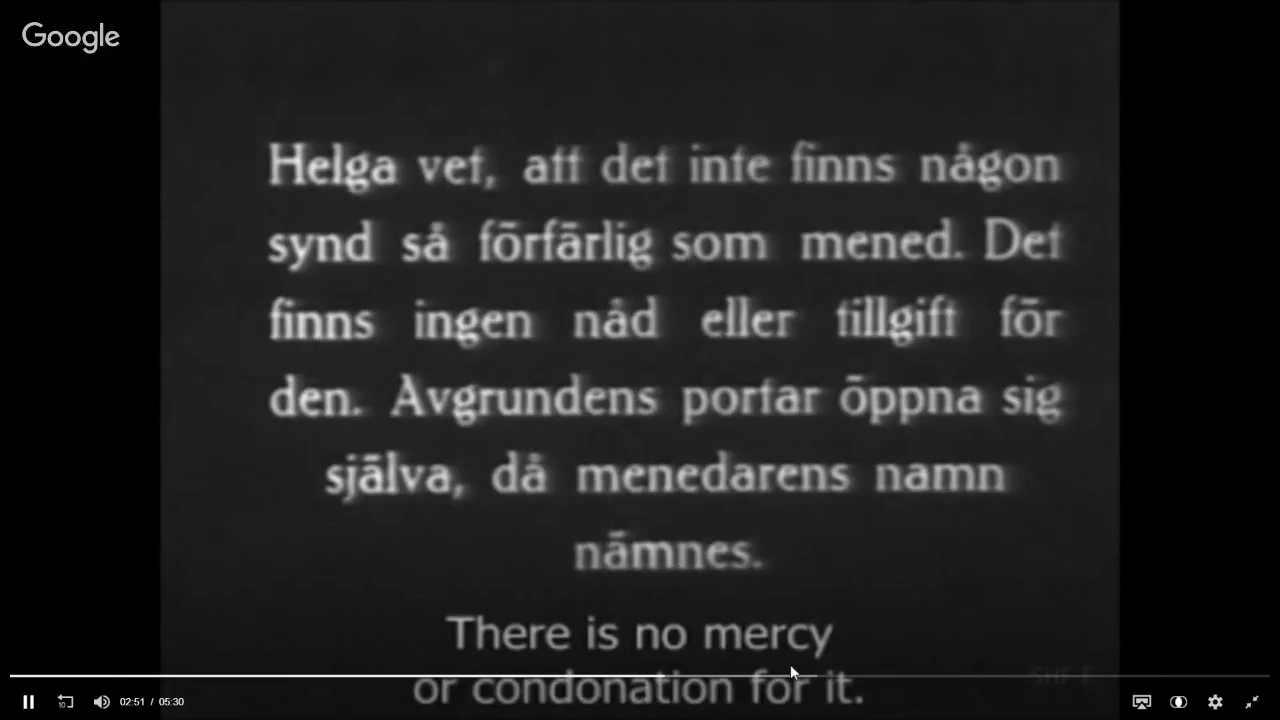 Google
Helga vet, att det inte finns någon
synd så förfärlig som mened. Det
finns ingen nåd eller tillgift för
den. Avgrundens portar öppna sig
själva, då menedarens namn
nämnes.
There is no mercy
or condonation for it.
10
02:51 / 05:30